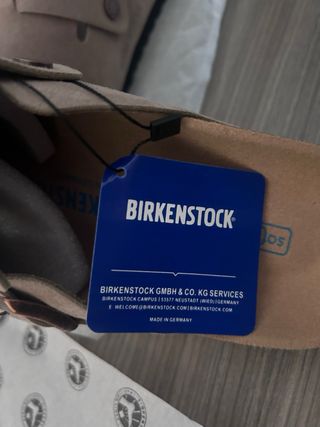 BIRKENSTOCK
BIRKENSTOCK GMBH & CO. KG SERVICES
BIRKENSTOCK CAMPUS | 53577 NEUSTADT (WIED) | GERMANY
E WELCOME@BIRKENSTOCK.COM | BIRKENSTOCK.COM
MADE IN GERMANY
KENSTOCK